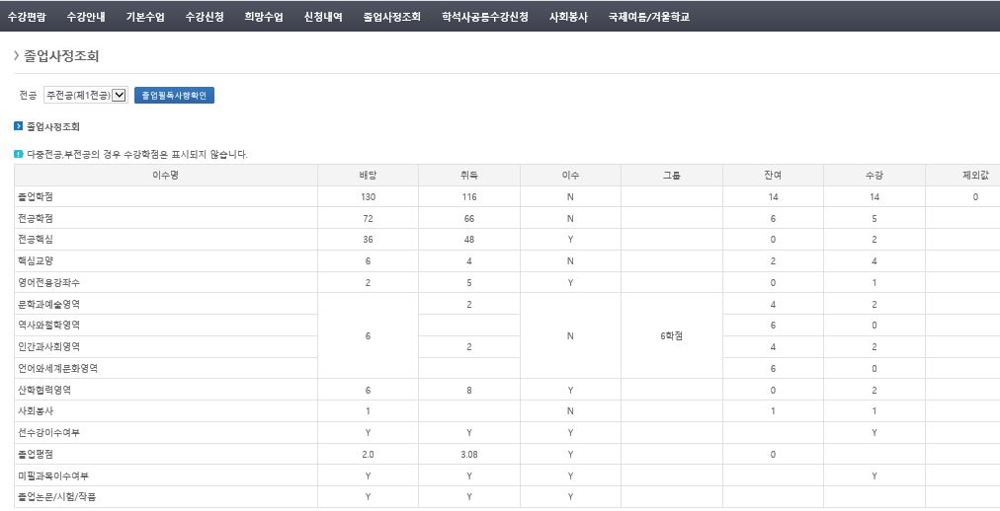 수강편람 수강안내 기본수업 수강신청 희망수업 신청내역 졸업사정조회 학석사공통수강신청 사회봉사 국제여름/겨울학교
졸업사정조회
전공 주전공(제1전공) 졸업필독사항확인
졸업사정조회
다중전공,부전공의 경우 수강학점은 표시되지 않습니다.
이수명 배당 취득 이수 그룹 잔여 수강 제외값
졸업학점 130 116 N 14 14 0
전공학점 72 66 N 6 5
전공핵심 36 48 Y 0 2
핵심교양 6 4 N 2 4
영어전용강좌수 2 5 Y 0 1
문학과예술영역 2 4 2
역사와철학영역 6 0
6 N 6학점
인간과사회영역 2 4 2
언어와세계문화영역 6 0
산학협력영역 6 8 Y 0 2
사회봉사 1 N 1 1
선수강이수여부 Y Y Y Y
졸업평점 2.0 3.08 Y 0
미필과목이수여부 Y Y Y Y
졸업논문/시험/작품 Y Y Y